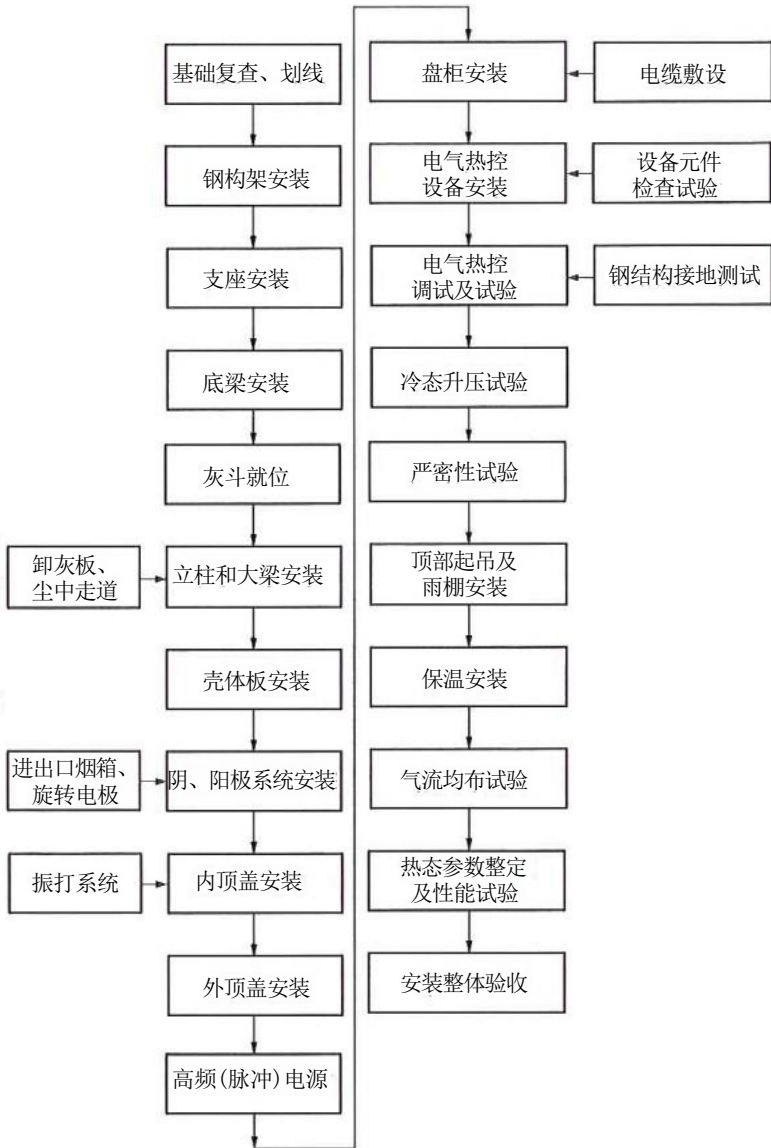 基础复查、划线
钢构架安装
支座安装
底梁安装
灰斗就位
卸灰板、
尘中走道
立柱和大梁安装
壳体板安装
进出口烟箱、
旋转电极
阴、阳极系统安装
振打系统
内顶盖安装
外顶盖安装
高频(脉冲)电源
盘柜安装
电缆敷设
电气热控
设备安装
设备元件
检查试验
电气热控
调试及试验
钢结构接地测试
冷态升压试验
严密性试验
顶部起吊及
雨棚安装
保温安装
气流均布试验
热态参数整定
及性能试验
安装整体验收